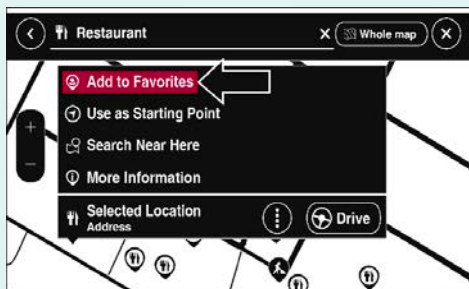 Restaurant
Whole map
Add to Favorites
Use as Starting Point
Search Near Here
More Information
Selected Location
Drive
Address